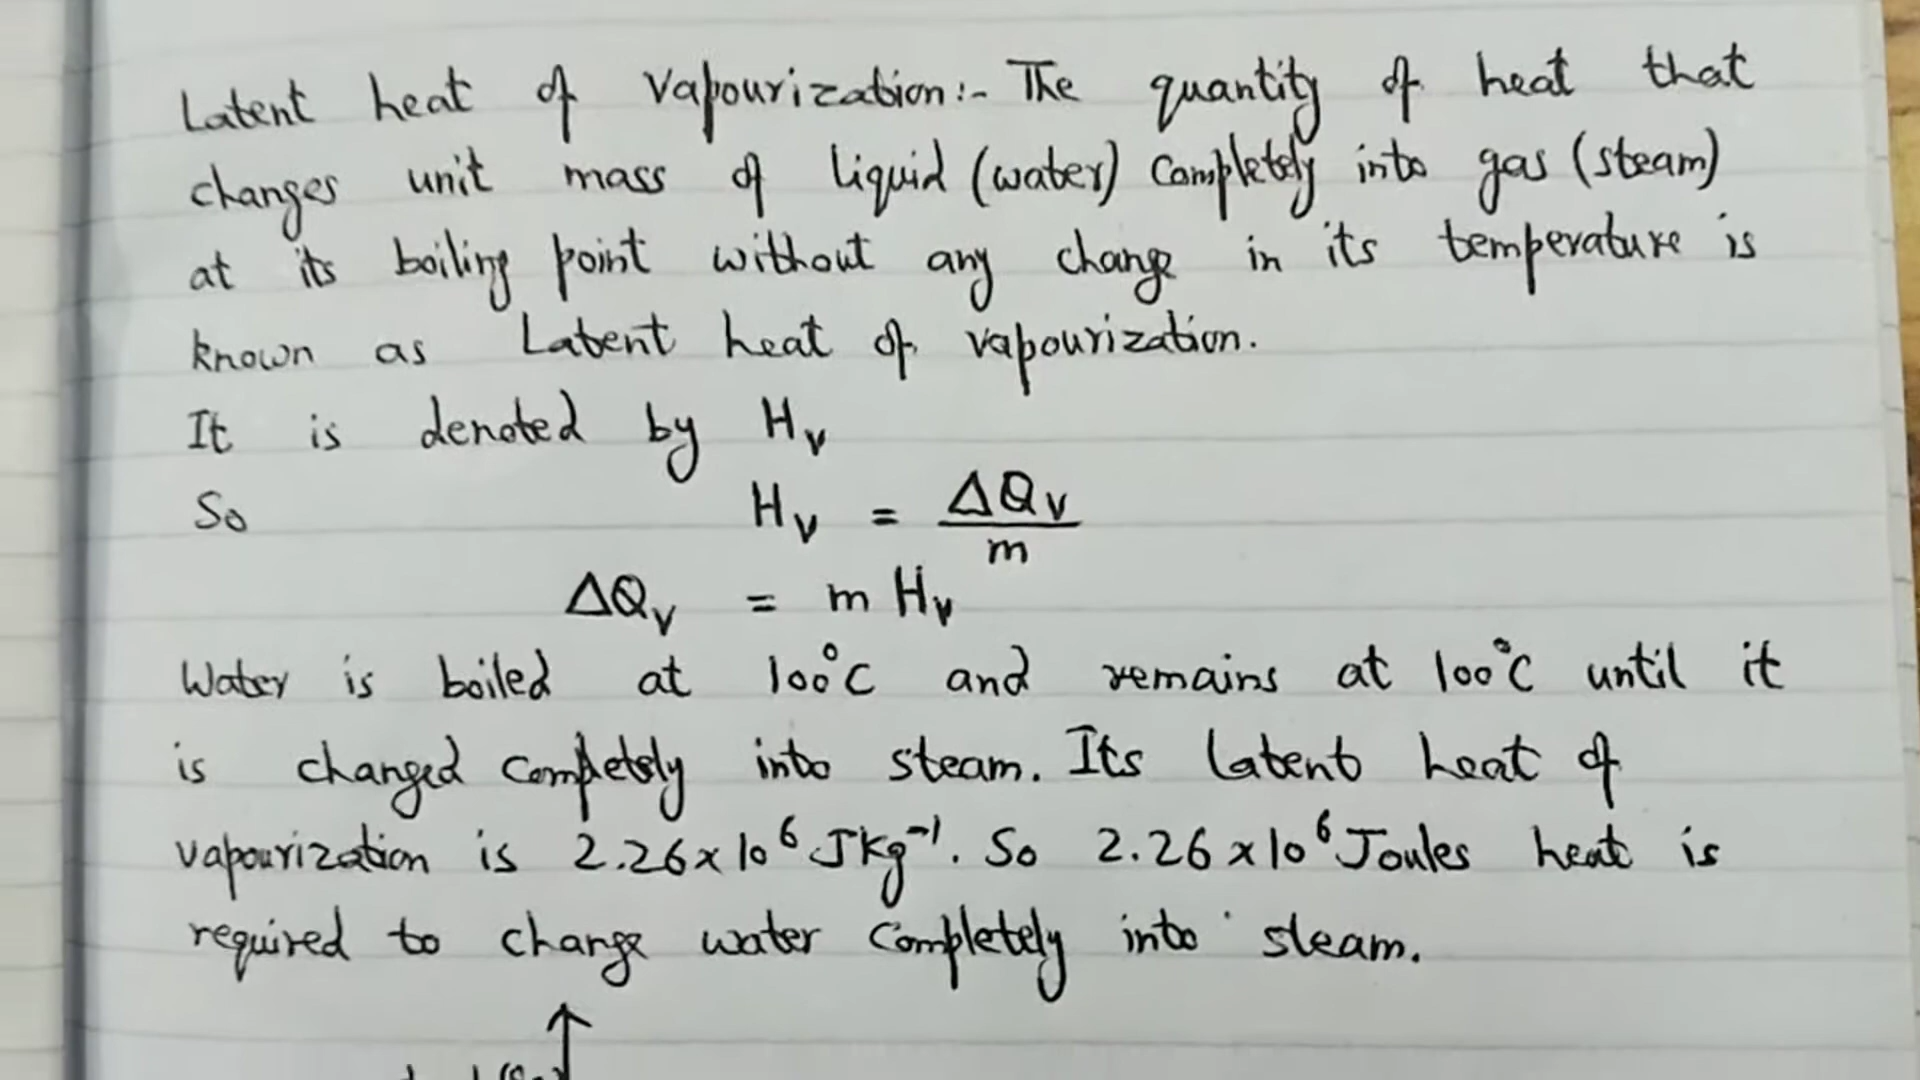 Latent heat of Vapourization:- The quantity of heat that
changes unit mass of liquid (water) completely into gas (steam)
at its boiling point without any change in its temperature is
known as Latent heat of vapourization.
It is denoted by Hv
So Hv = ΔQv / m
ΔQv = m Hv
Water is boiled at 100°C and remains at 100°C until it
is changed completely into steam. Its latent heat of
vapourization is 2.26 x 10⁶ Jkg⁻¹. So 2.26 x 10⁶ Joules heat is
required to change water completely into steam.